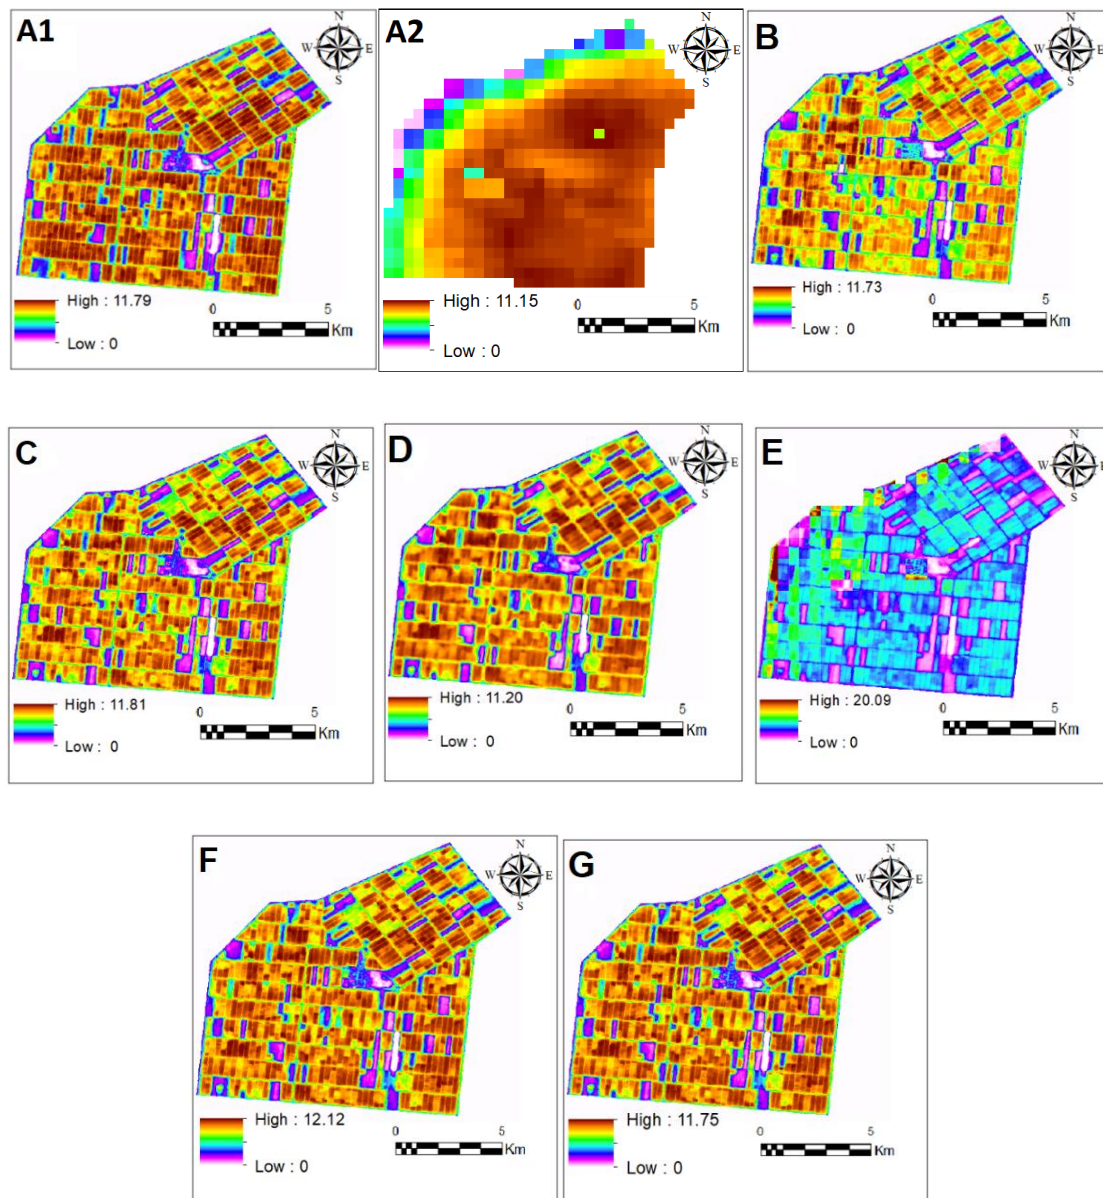 A1
N
W E
S
High : 11.79
Low : 0
0 5
Km
A2
N
W E
S
High : 11.15
Low : 0
0 5
Km
B
N
W E
S
High : 11.73
Low : 0
0 5
Km
C
N
W E
S
High : 11.81
Low : 0
0 5
Km
D
N
W E
S
High : 11.20
Low : 0
0 5
Km
E
N
W E
S
High : 20.09
Low : 0
0 5
Km
F
N
W E
S
High : 12.12
Low : 0
0 5
Km
G
N
W E
S
High : 11.75
Low : 0
0 5
Km